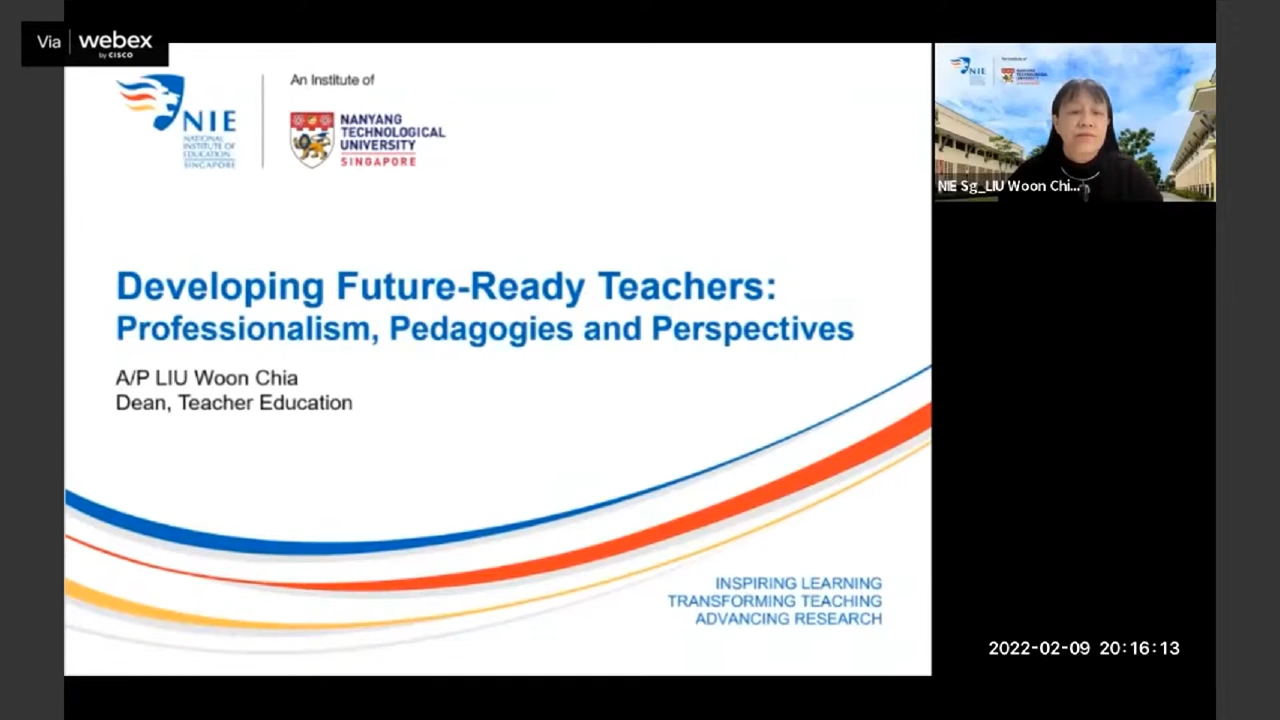 Via webex
by CISCO
An Institute of
NIE
NATIONAL
INSTITUTE OF
EDUCATION
SINGAPORE
NANYANG
TECHNOLOGICAL
UNIVERSITY
SINGAPORE
Developing Future-Ready Teachers:
Professionalism, Pedagogies and Perspectives
A/P LIU Woon Chia
Dean, Teacher Education
INSPIRING LEARNING
TRANSFORMING TEACHING
ADVANCING RESEARCH
NIE
NIE Sg_LIU Woon Chi...
2022-02-09 20:16:13